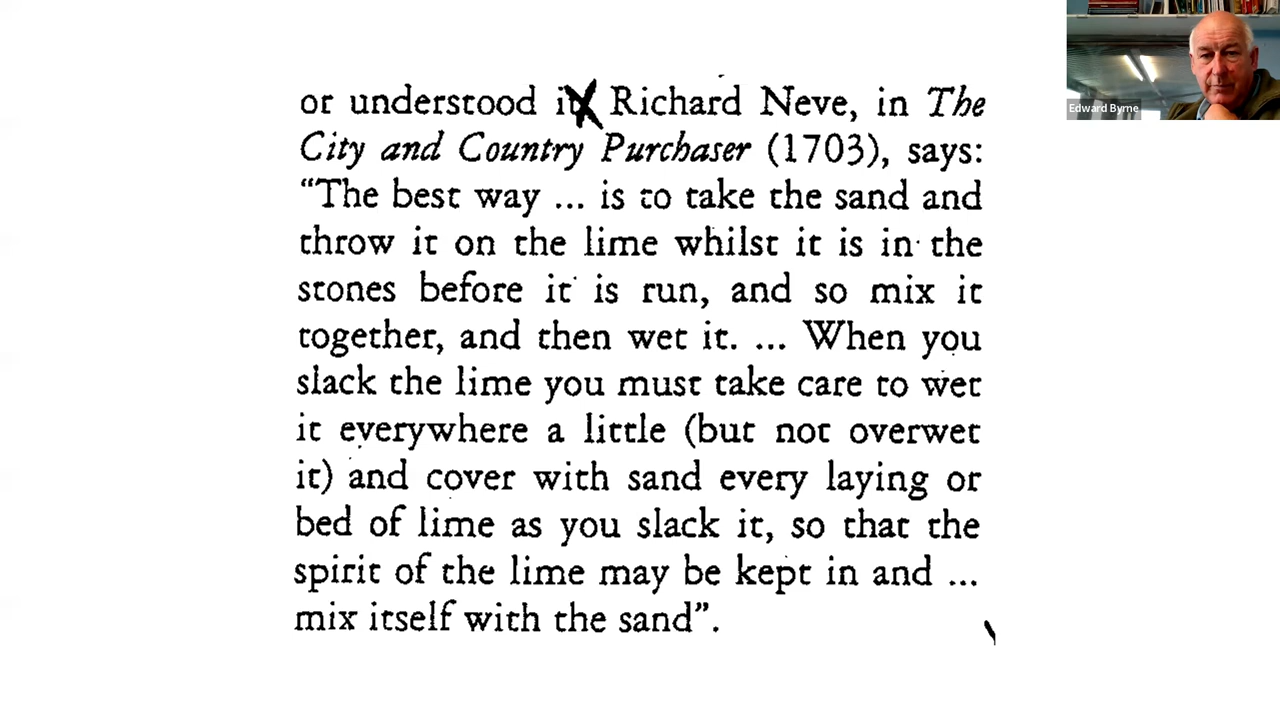 or understood it Richard Neve, in The
City and Country Purchaser (1703), says:
“The best way ... is to take the sand and
throw it on the lime whilst it is in the
stones before it is run, and so mix it
together, and then wet it. ... When you
slack the lime you must take care to wet
it everywhere a little (but not overwet
it) and cover with sand every laying or
bed of lime as you slack it, so that the
spirit of the lime may be kept in and ...
mix itself with the sand”.
Edward Byrne